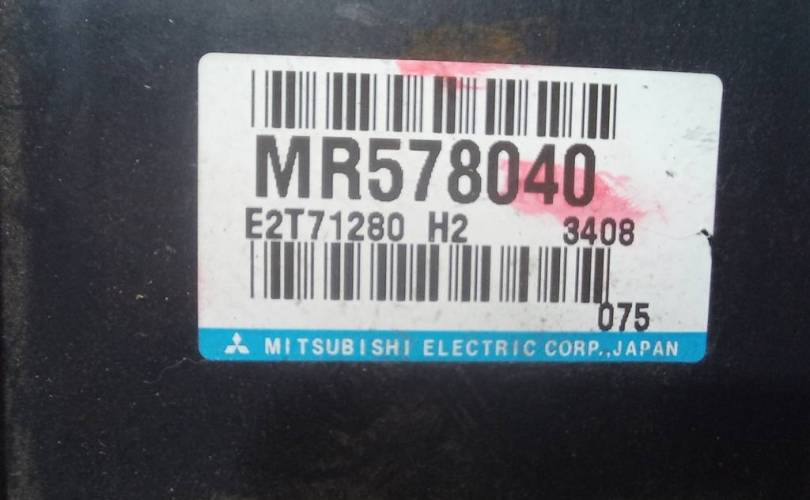 MR578040
E2T71280 H2 3408
075
MITSUBISHI ELECTRIC CORP.,JAPAN